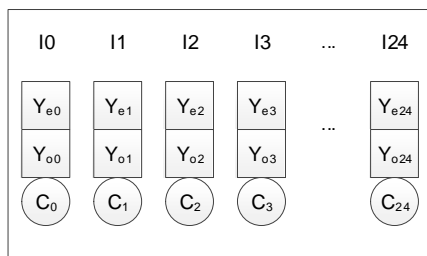 I0 I1 I2 I3 ... I24
Ye0 Ye1 Ye2 Ye3 ... Ye24
Yo0 Yo1 Yo2 Yo3 Yo24
C0 C1 C2 C3 C24